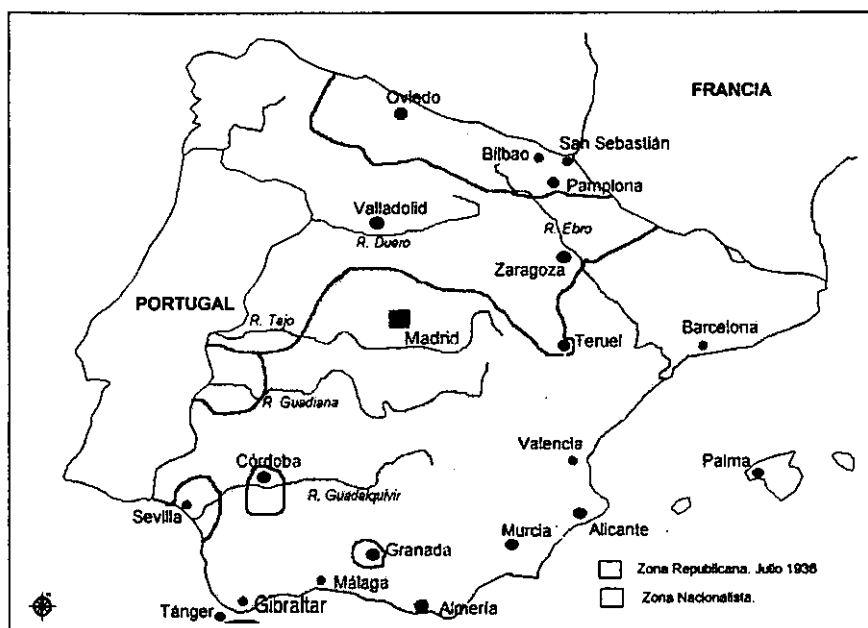 FRANCIA
Oviedo
San Sebastián
Bilbao
Pamplona
Valladolid
R. Duero
R. Ebro
Zaragoza
PORTUGAL
R. Tajo
Madrid
Teruel
Barcelona
R. Guadiana
Valencia
Palma
Córdoba
R. Guadalquivir
Sevilla
Alicante
Murcia
Granada
Zona Republicana. Julio 1936
Málaga
Zona Nacionalista.
Gibraltar
Almería
Tánger